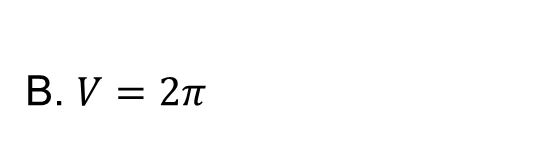 B. 𝑉 = 2𝜋